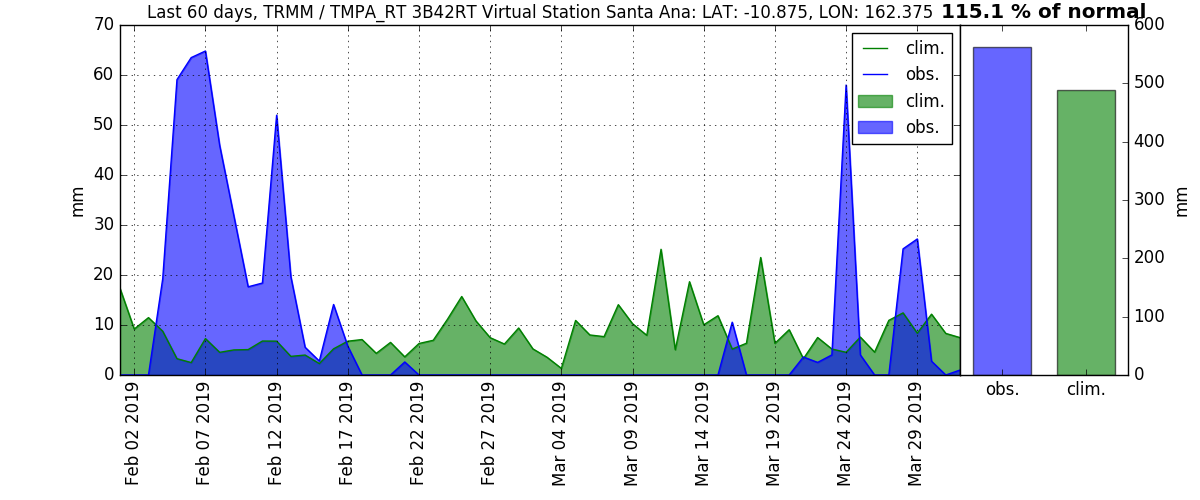 Last 60 days, TRMM / TMPA_RT 3B42RT Virtual Station Santa Ana: LAT: -10.875, LON: 162.375 115.1 % of normal
70
60
50
40
30
20
10
0
mm
clim.
obs.
clim.
obs.
Feb 02 2019
Feb 07 2019
Feb 12 2019
Feb 17 2019
Feb 22 2019
Feb 27 2019
Mar 04 2019
Mar 09 2019
Mar 14 2019
Mar 19 2019
Mar 24 2019
Mar 29 2019
600
500
400
300
200
100
0
mm
obs.
clim.